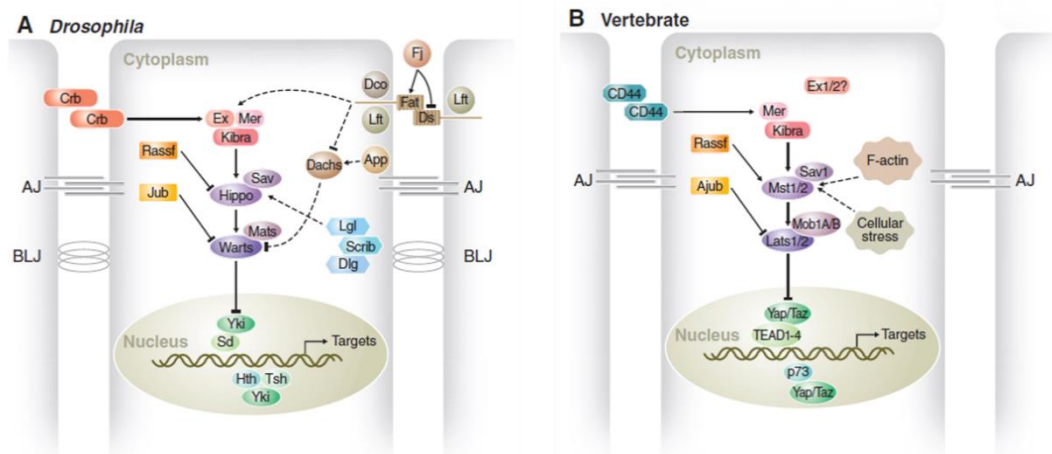 A Drosophila
Cytoplasm
Fj
Dco
Fat
Lft
Ds
Lft
Crb
Crb
Ex Mer
Kibra
Rassf
Dachs
App
Sav
Hippo
AJ
AJ
Jub
Mats
Warts
Lgl
Scrib
Dlg
BLJ
BLJ
Yki
Nucleus
Sd
Targets
Hth Tsh
Yki
B Vertebrate
Cytoplasm
CD44
CD44
Ex1/2?
Mer
Kibra
Rassf
F-actin
Sav1
Mst1/2
AJ
AJ
Ajub
Mob1A/B
Lats1/2
Cellular
stress
Yap/Taz
Nucleus
TEAD1-4
Targets
p73
Yap/Taz